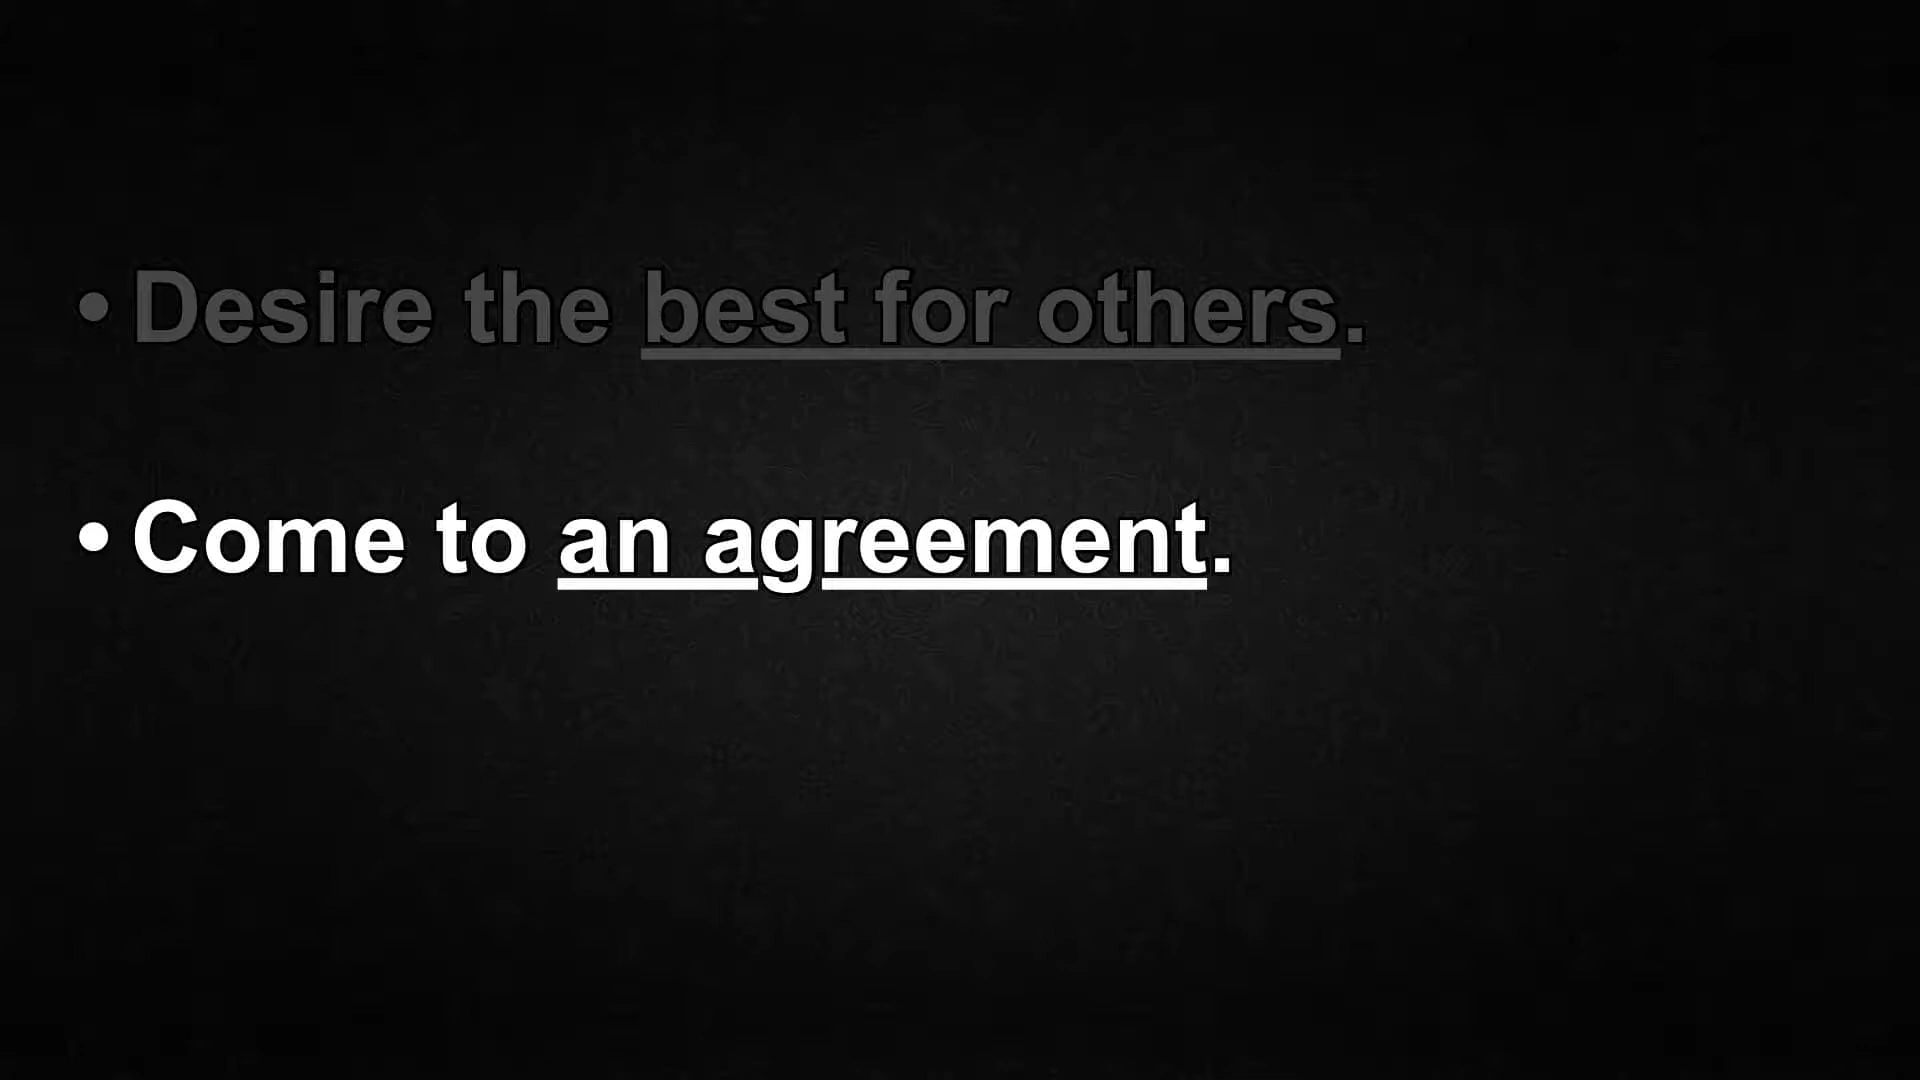 • Desire the best for others.
• Come to an agreement.